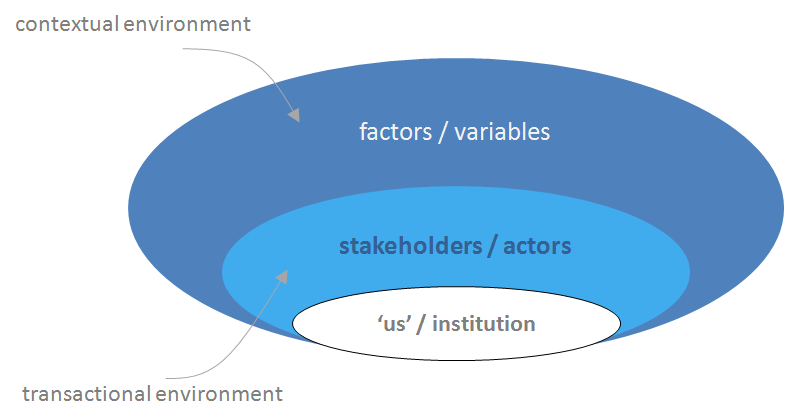 contextual environment
factors / variables
stakeholders / actors
‘us’ / institution
transactional environment